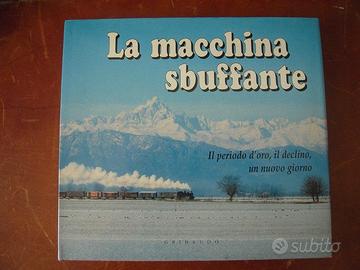 La macchina
sbuffante
Il periodo d'oro, il declino,
un nuovo giorno
GRIBAUDO
subito